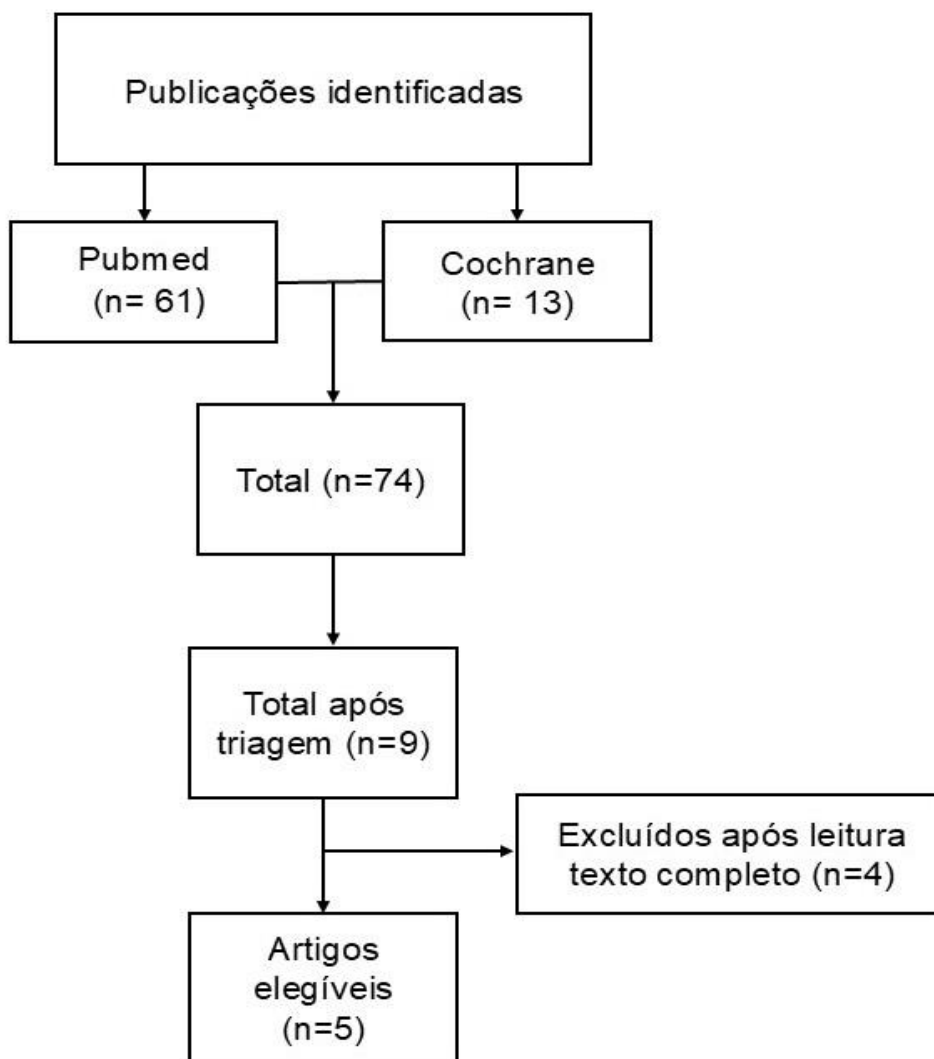 Publicações identificadas
Pubmed
(n= 61)
Cochrane
(n= 13)
Total (n=74)
Total após
triagem (n=9)
Excluídos após leitura
texto completo (n=4)
Artigos
elegíveis
(n=5)